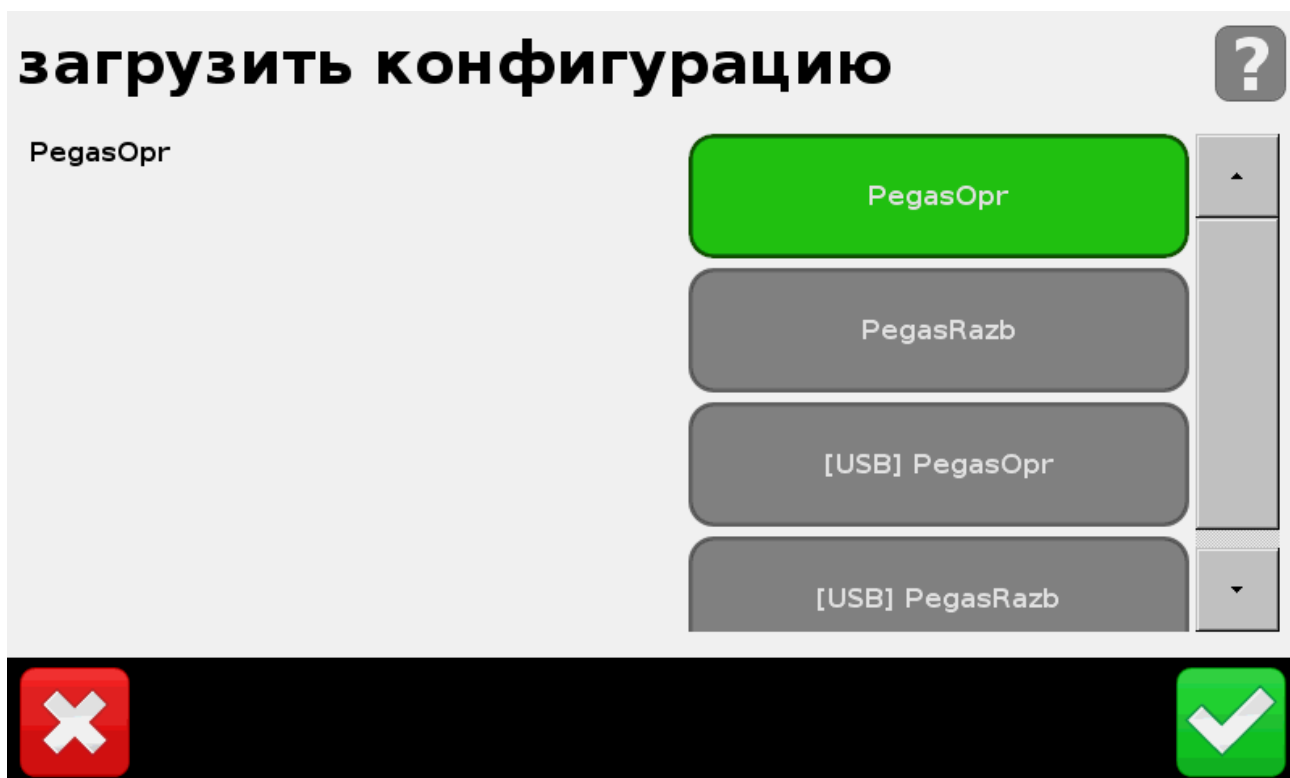 загрузить конфигурацию
?
PegasOpr
PegasOpr
PegasRazb
[USB] PegasOpr
[USB] PegasRazb